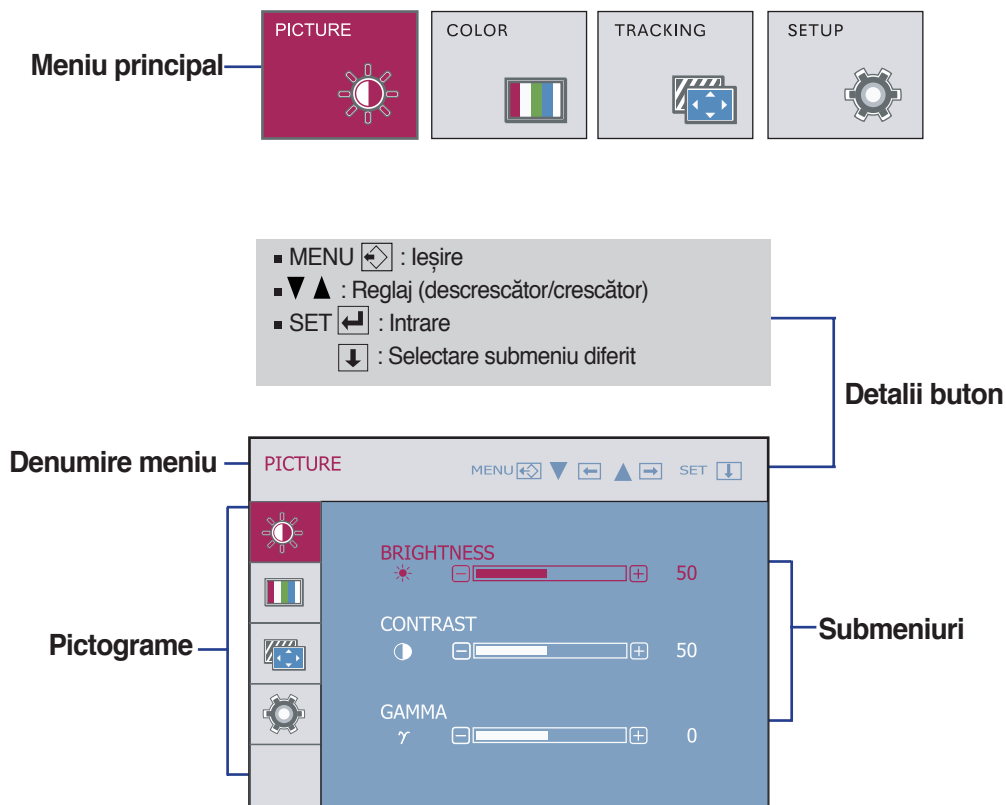 PICTURE
COLOR
TRACKING
SETUP
Meniu principal
MENU : Ieșire
: Reglaj (descrescător/crescător)
SET : Intrare
: Selectare submeniu diferit
Detalii buton
Denumire meniu
PICTURE
MENU SET
BRIGHTNESS
50
CONTRAST
50
Pictograme
Submeniuri
GAMMA
γ 0